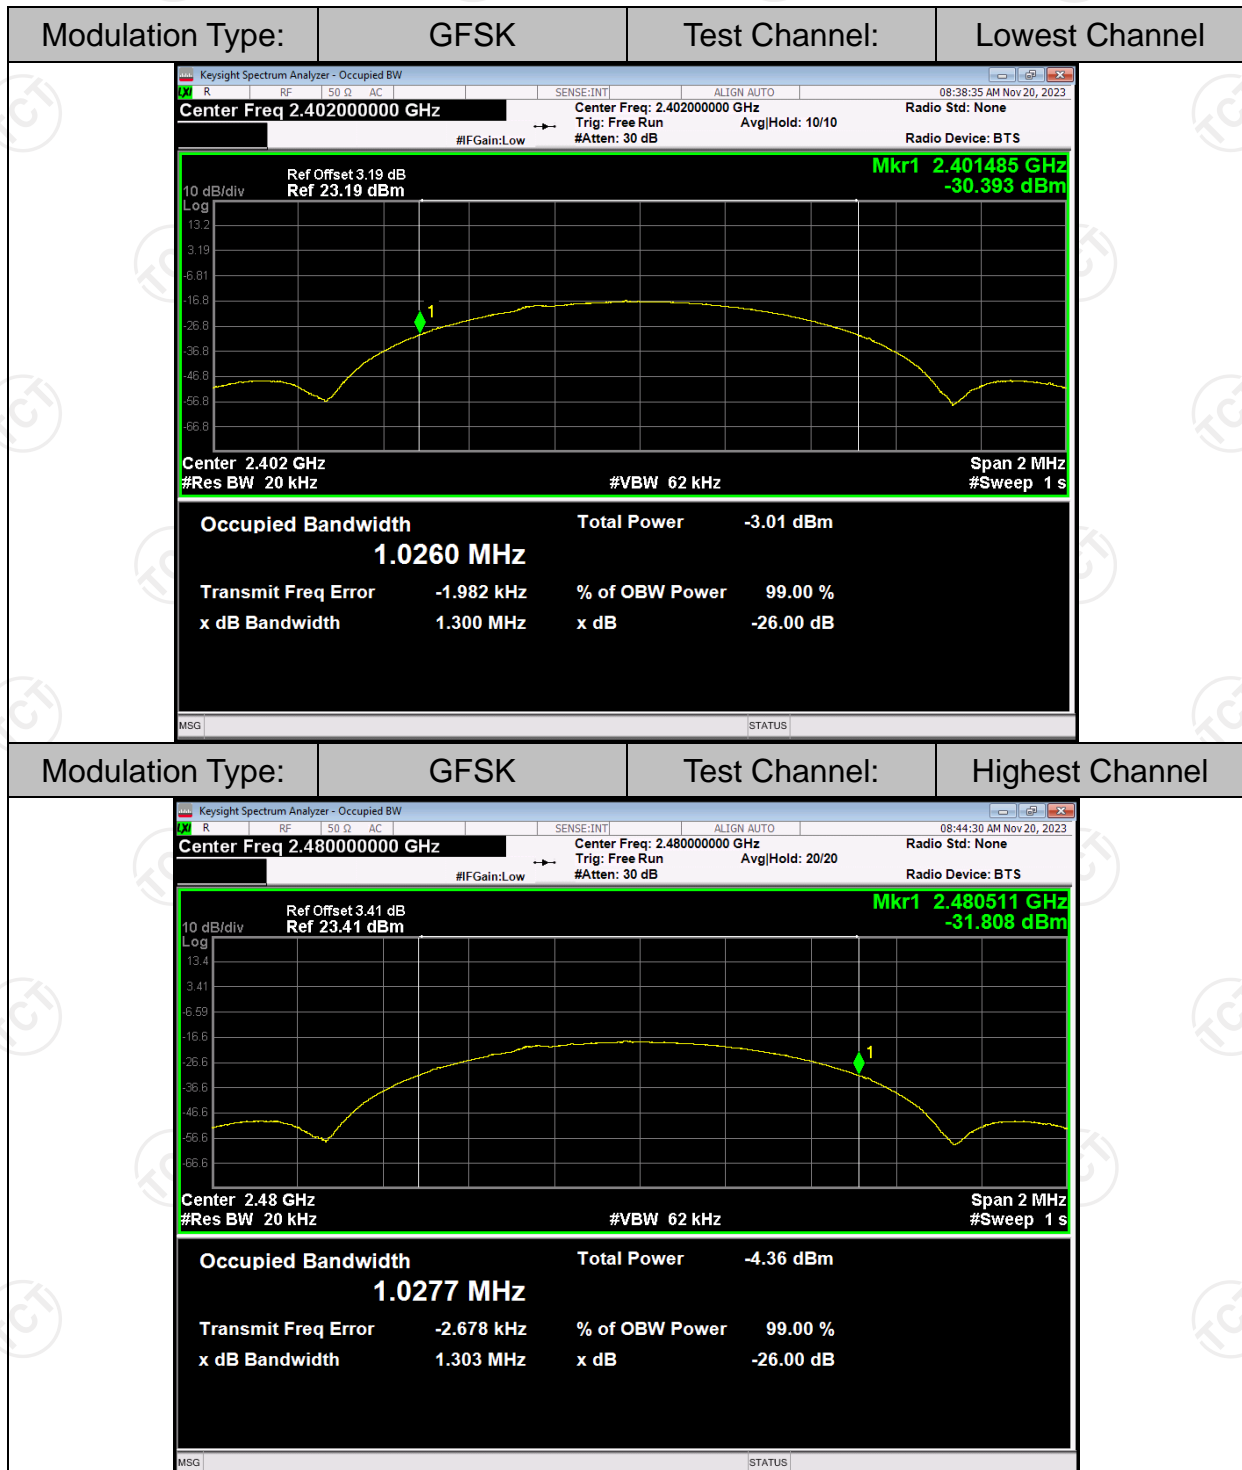 Modulation Type: GFSK Test Channel: Lowest Channel
Keysight Spectrum Analyzer - Occupied BW
LXI R RF 50 Ω AC SENSE:INT ALIGN AUTO 08:38:35 AM Nov 20, 2023
Center Freq 2.402000000 GHz Center Freq: 2.402000000 GHz Radio Std: None
Trig: Free Run Avg|Hold: 10/10
#IFGain:Low #Atten: 30 dB Radio Device: BTS
Mkr1 2.401485 GHz
-30.393 dBm
Ref Offset 3.19 dB
10 dB/div Ref 23.19 dBm
Log
13.2
3.19
-6.81
-16.8
1
-26.8
-36.8
-46.8
-56.8
-66.8
Center 2.402 GHz Span 2 MHz
#Res BW 20 kHz #VBW 62 kHz #Sweep 1 s
Occupied Bandwidth Total Power -3.01 dBm
1.0260 MHz
Transmit Freq Error -1.982 kHz % of OBW Power 99.00 %
x dB Bandwidth 1.300 MHz x dB -26.00 dB
MSG STATUS
Modulation Type: GFSK Test Channel: Highest Channel
Keysight Spectrum Analyzer - Occupied BW
LXI R RF 50 Ω AC SENSE:INT ALIGN AUTO 08:44:30 AM Nov 20, 2023
Center Freq 2.480000000 GHz Center Freq: 2.480000000 GHz Radio Std: None
Trig: Free Run Avg|Hold: 20/20
#IFGain:Low #Atten: 30 dB Radio Device: BTS
Mkr1 2.480511 GHz
-31.808 dBm
Ref Offset 3.41 dB
10 dB/div Ref 23.41 dBm
Log
13.4
3.41
-6.59
-16.6
1
-26.6
-36.6
-46.6
-56.6
-66.6
Center 2.48 GHz Span 2 MHz
#Res BW 20 kHz #VBW 62 kHz #Sweep 1 s
Occupied Bandwidth Total Power -4.36 dBm
1.0277 MHz
Transmit Freq Error -2.678 kHz % of OBW Power 99.00 %
x dB Bandwidth 1.303 MHz x dB -26.00 dB
MSG STATUS